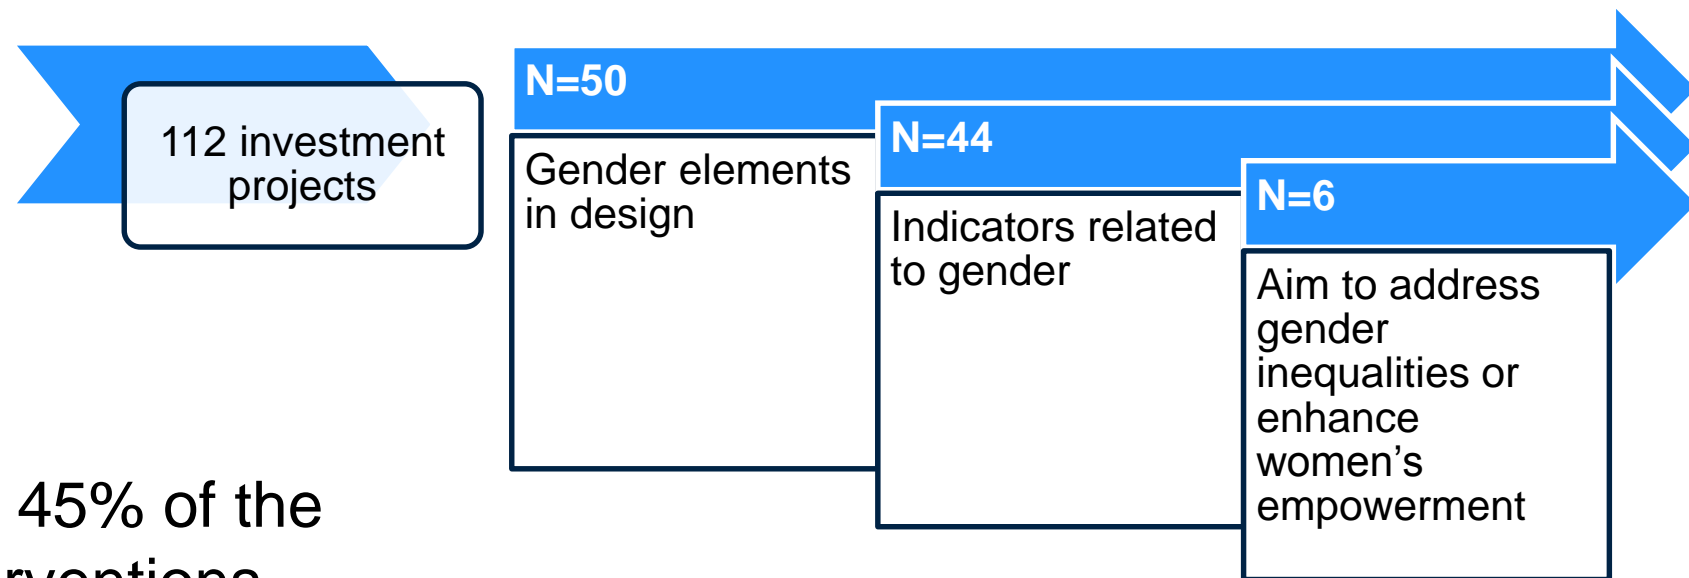 112 investment
projects
N=50
Gender elements
in design
N=44
Indicators related
to gender
N=6
Aim to address
gender
inequalities or
enhance
women’s
empowerment
45% of the